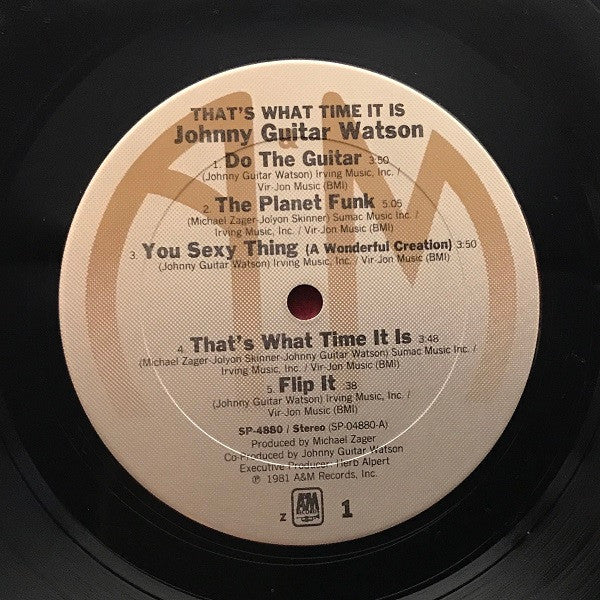 THAT'S WHAT TIME IT IS
Johnny Guitar Watson
1. Do The Guitar 3:50
(Johnny Guitar Watson) Irving Music, Inc. /
Vir-Jon Music (BMI)
2. The Planet Funk 5:05
(Michael Zager-Jolyon Skinner) Sumac Music Inc. /
Irving Music, Inc. / Vir-Jon Music (BMI)
3. You Sexy Thing (A Wonderful Creation) 3:50
(Johnny Guitar Watson) Irving Music, Inc. / Vir-Jon Music (BMI)
4. That's What Time It Is 3:48
(Michael Zager-Jolyon Skinner-Johnny Guitar Watson) Sumac Music Inc. /
Irving Music, Inc. / Vir-Jon Music (BMI)
5. Flip It :38
(Johnny Guitar Watson) Irving Music, Inc. /
Vir-Jon Music (BMI)
SP-4880 / Stereo (SP-04880-A)
Produced by Michael Zager
Co-Produced by Johnny Guitar Watson
Executive Producer: Herb Alpert
℗ 1981 A&M Records, Inc.
Z A&M RECORDS 1